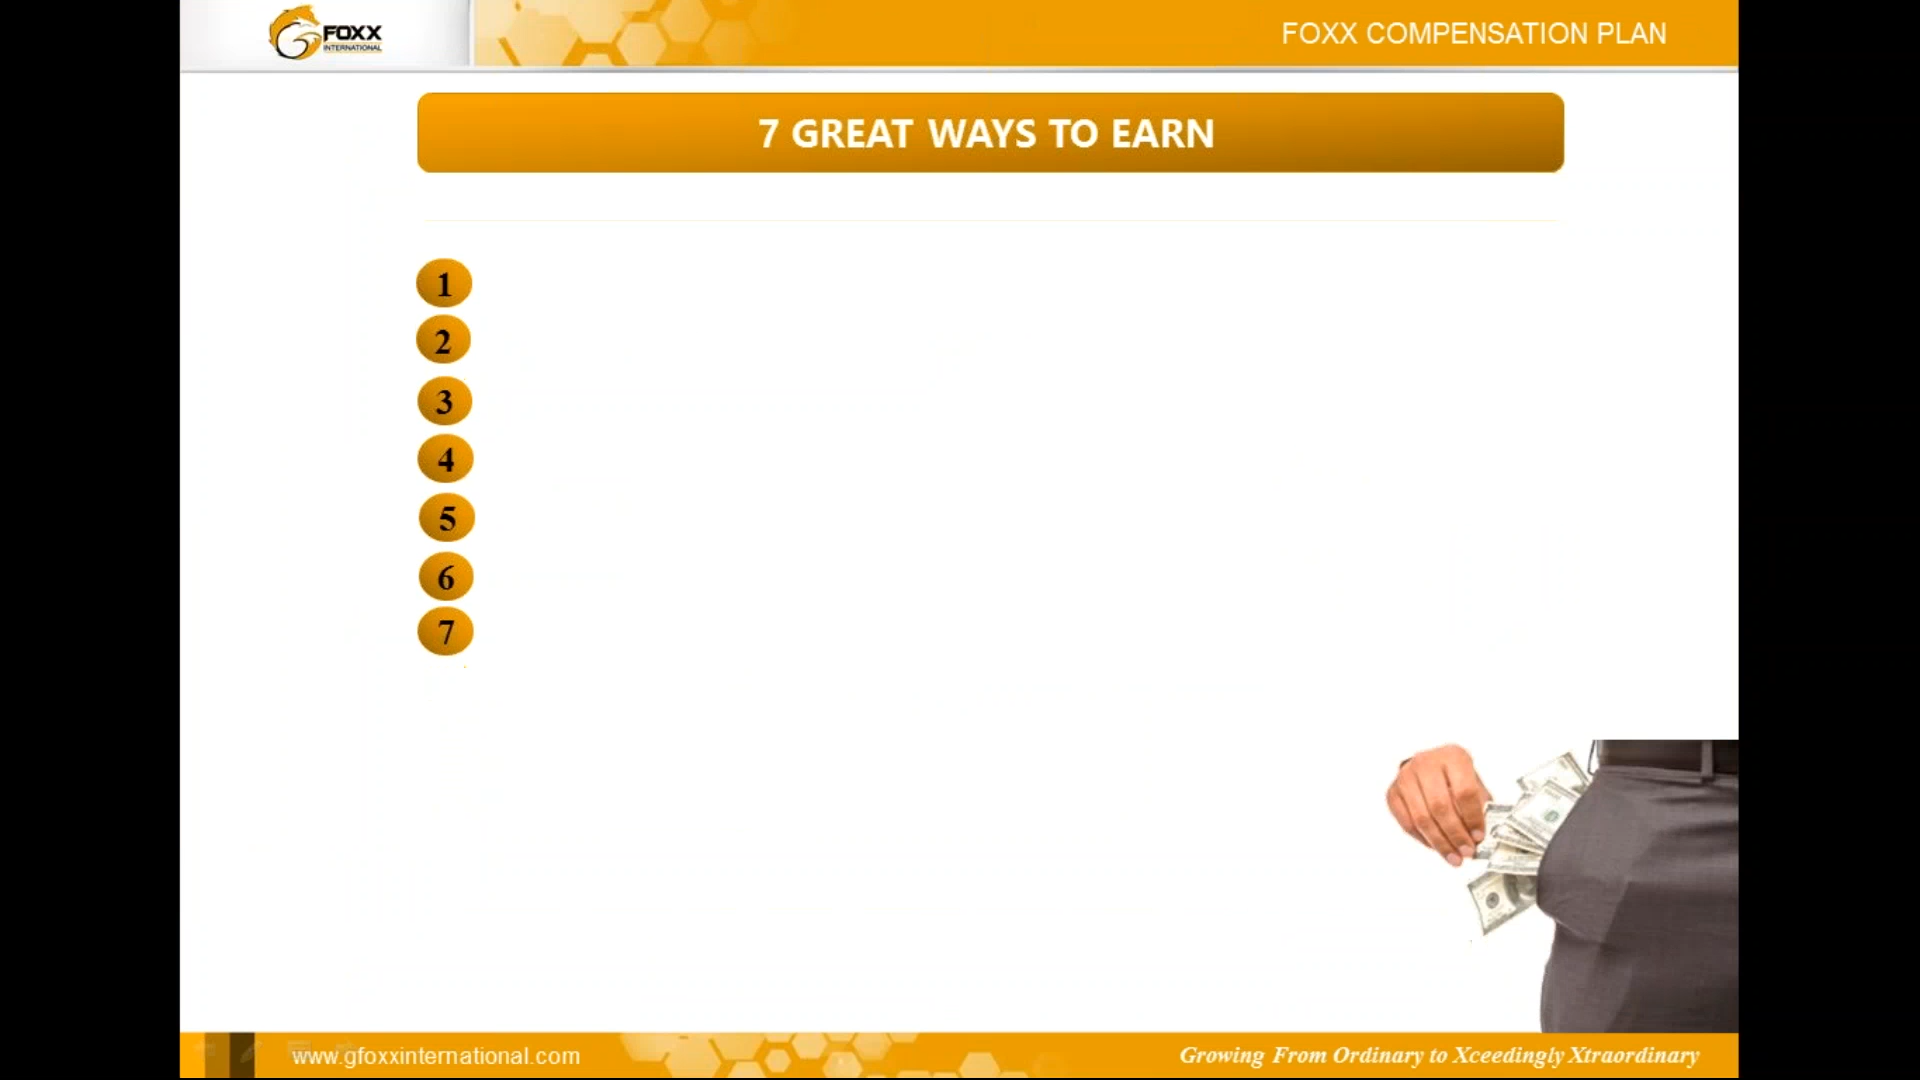 FOXX
INTERNATIONAL
FOXX COMPENSATION PLAN
7 GREAT WAYS TO EARN
1
2
3
4
5
6
7
www.gfoxxinternational.com
Growing From Ordinary to Xceedingly Xtraordinary